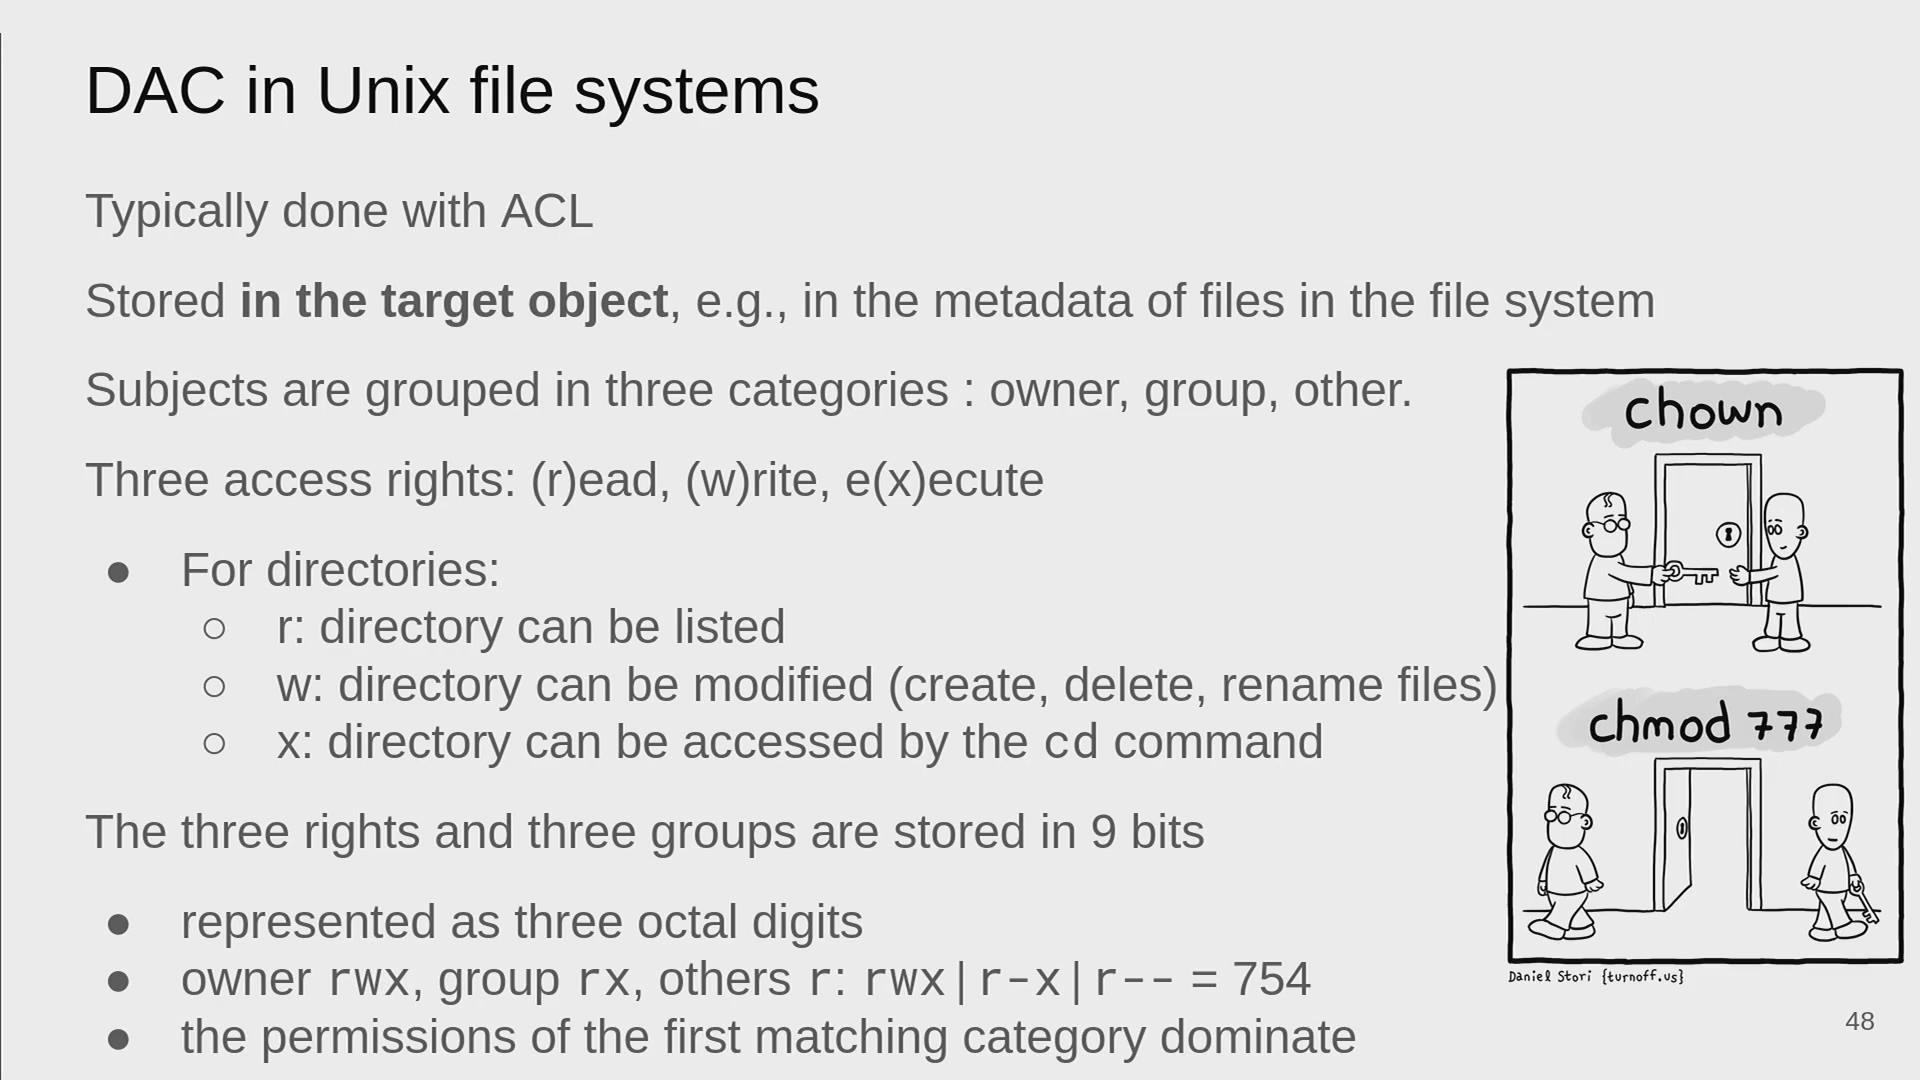 DAC in Unix file systems
Typically done with ACL
Stored in the target object, e.g., in the metadata of files in the file system
Subjects are grouped in three categories : owner, group, other.
Three access rights: (r)ead, (w)rite, e(x)ecute
● For directories:
○ r: directory can be listed
○ w: directory can be modified (create, delete, rename files)
○ x: directory can be accessed by the cd command
The three rights and three groups are stored in 9 bits
● represented as three octal digits
● owner rwx, group rx, others r: rwx|r-x|r-- = 754
● the permissions of the first matching category dominate
chown
chmod 777
Daniel Stori {turnoff.us}
48